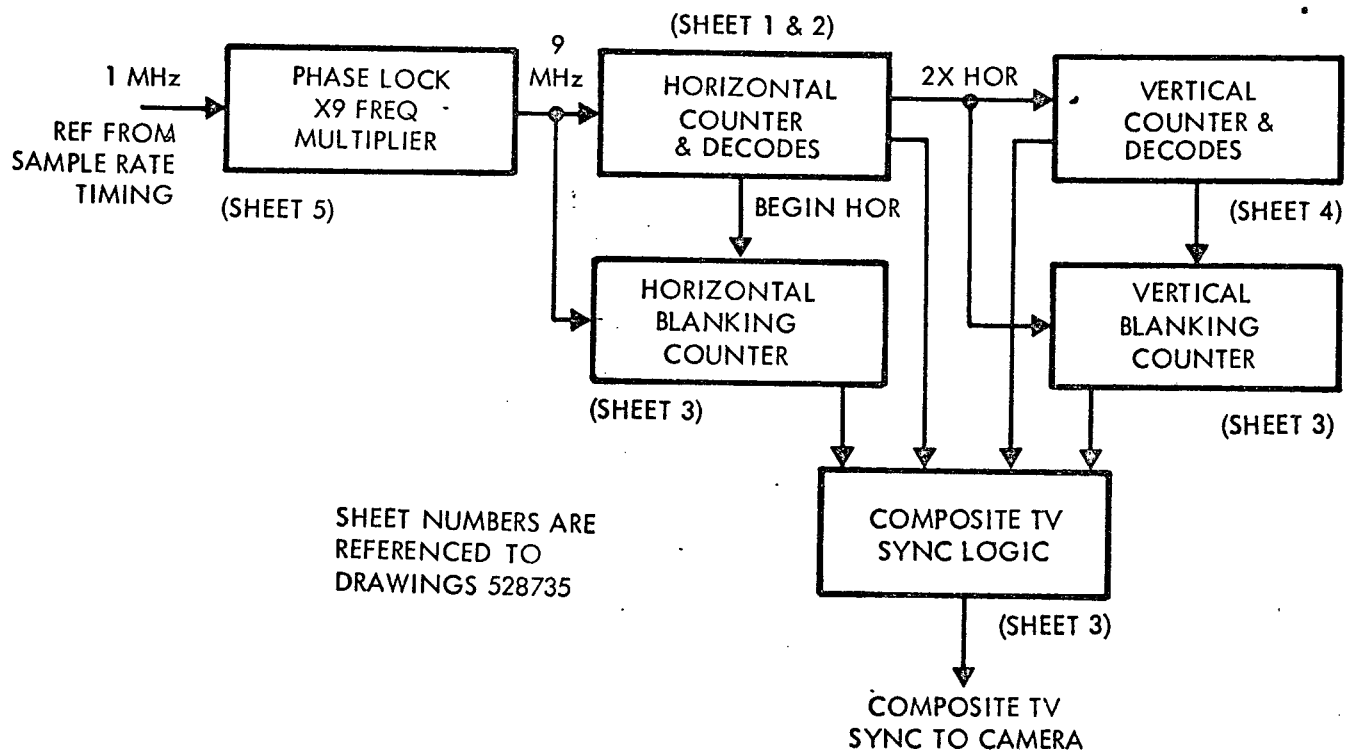 (SHEET 1 & 2)
1 MHz
REF FROM
SAMPLE RATE
TIMING
PHASE LOCK
X9 FREQ
MULTIPLIER
(SHEET 5)
9
MHz
HORIZONTAL
COUNTER
& DECODES
2X HOR
VERTICAL
COUNTER &
DECODES
(SHEET 4)
BEGIN HOR
HORIZONTAL
BLANKING
COUNTER
(SHEET 3)
VERTICAL
BLANKING
COUNTER
(SHEET 3)
SHEET NUMBERS ARE
REFERENCED TO
DRAWINGS 528735
COMPOSITE TV
SYNC LOGIC
(SHEET 3)
COMPOSITE TV
SYNC TO CAMERA